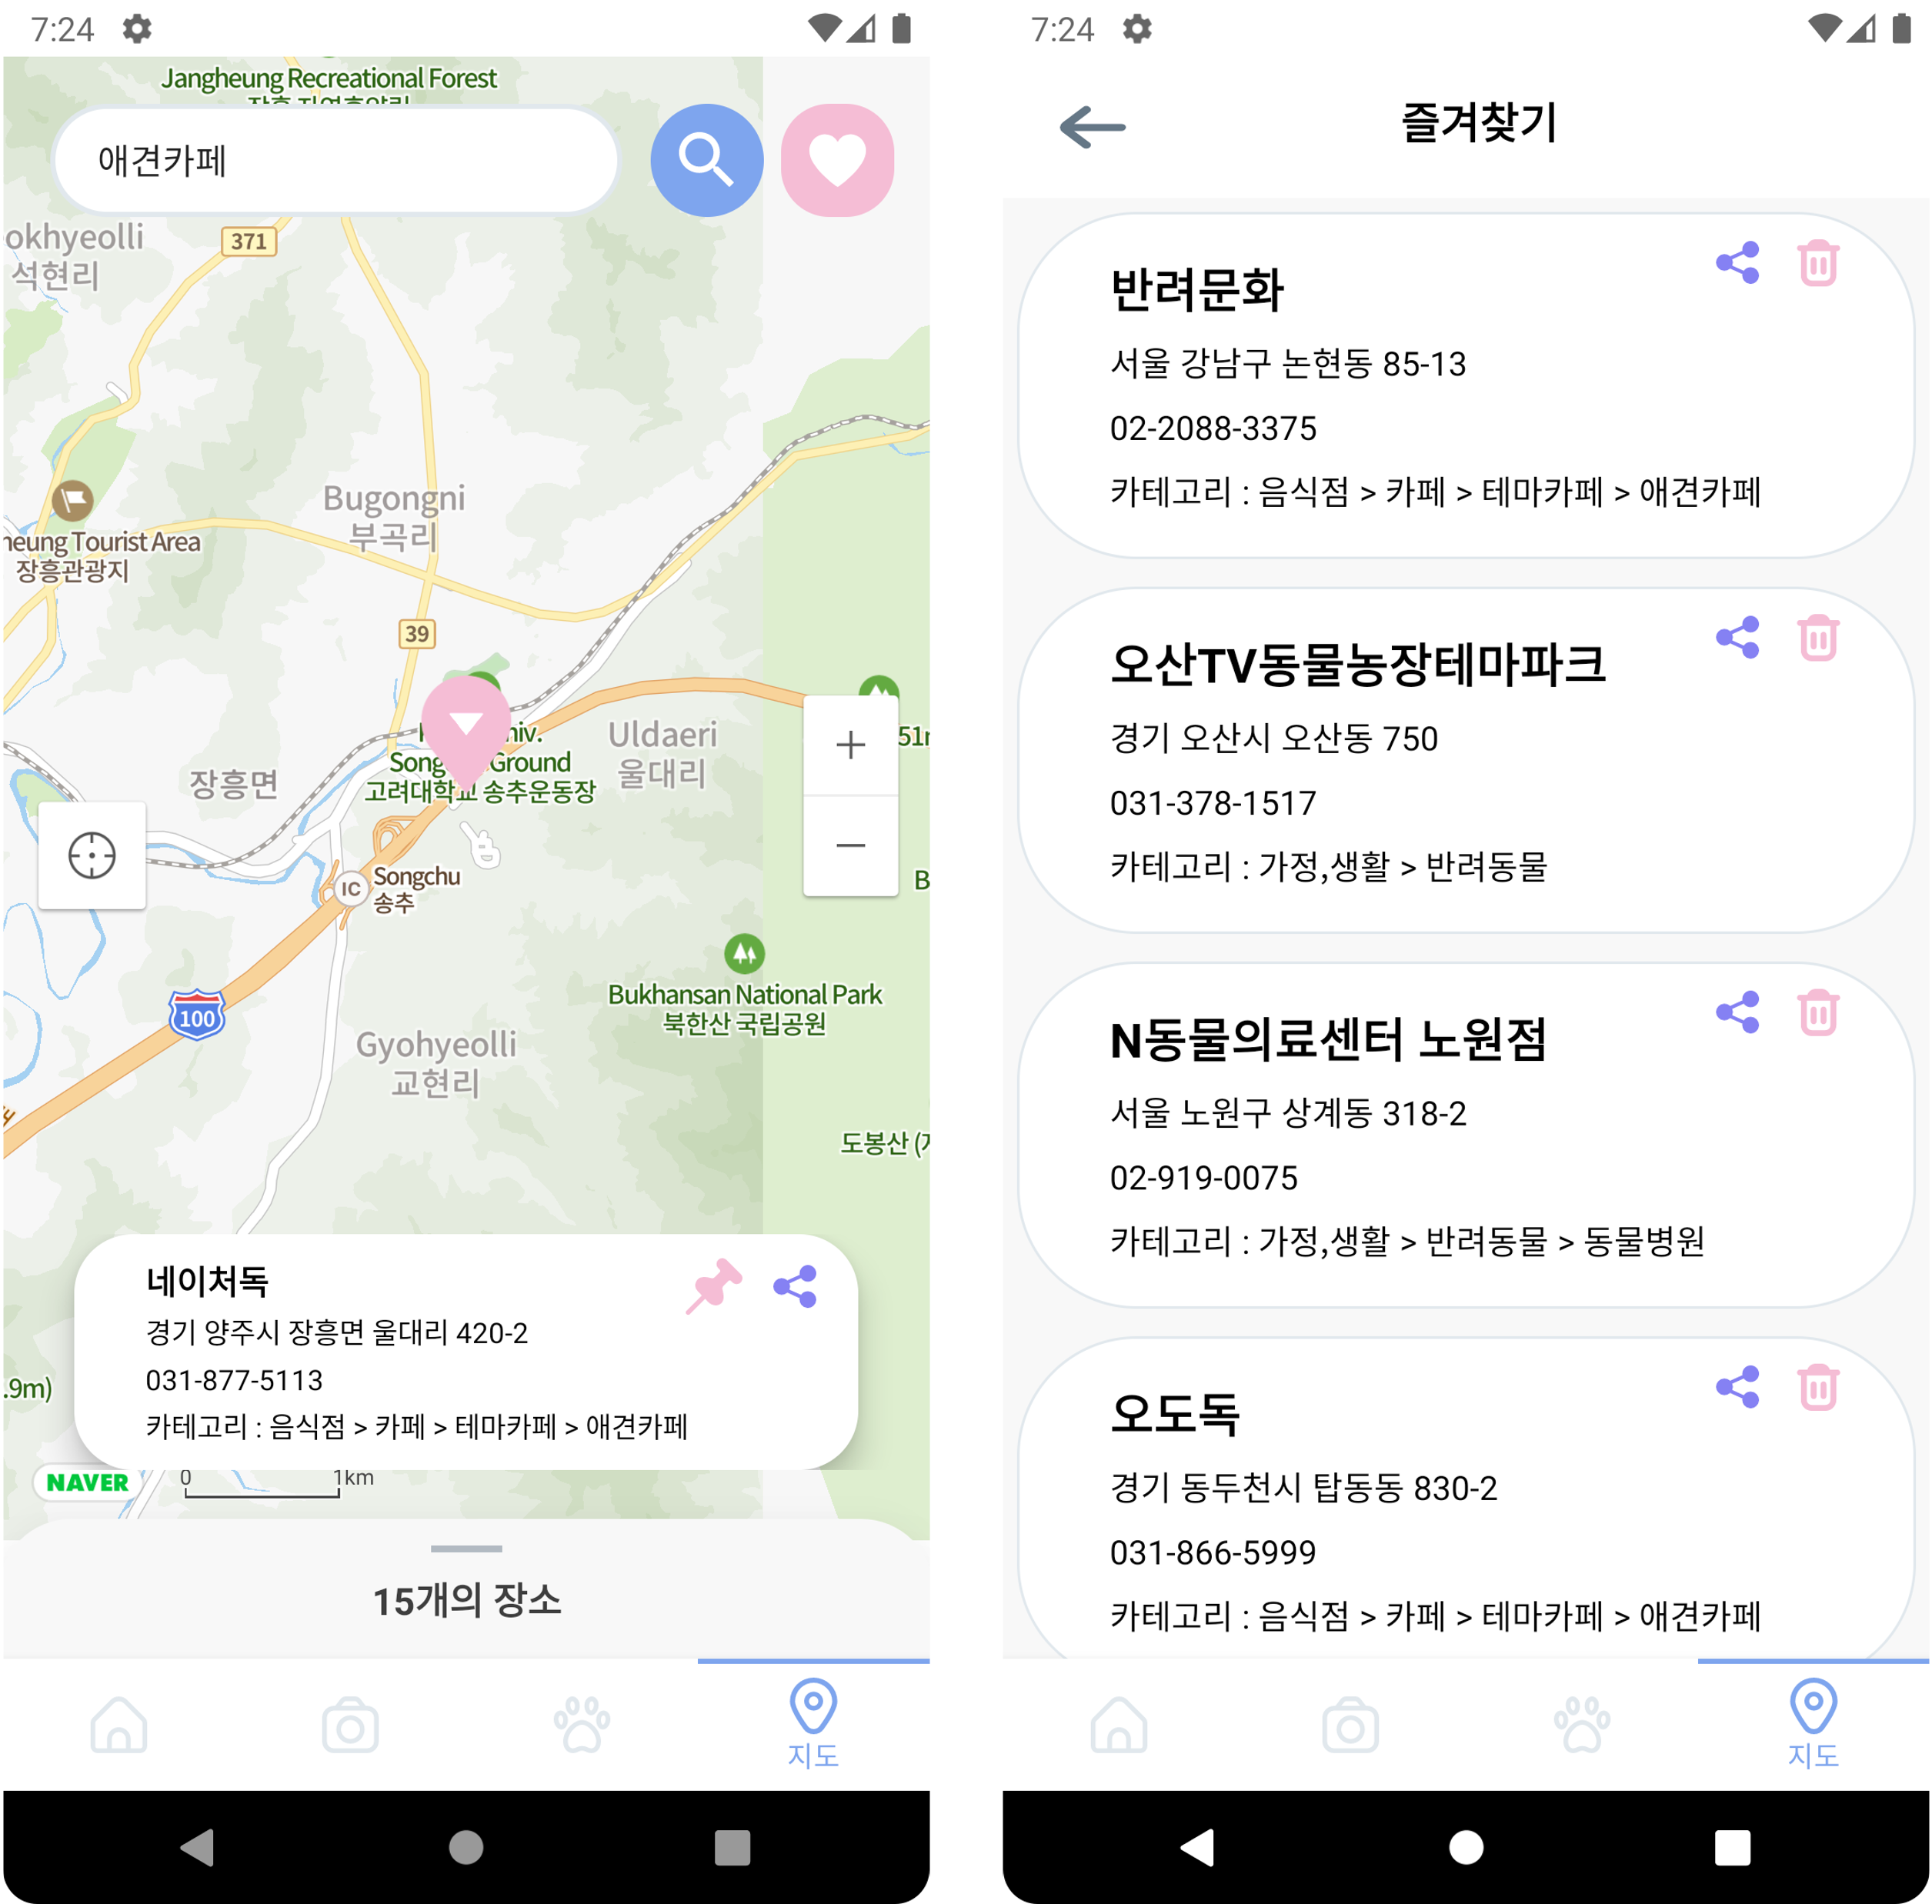 7:24
Jangheung Recreational Forest
애견카페
371
okhyeolli
석현리
Bugongni
부곡리
heung Tourist Area
장흥관광지
39
Uldaeri
울대리
niv.
Song Ground
고려대학교 송추운동장
장흥면
51m
+
−
IC
Songchu
송추
B
Bukhansan National Park
북한산 국립공원
100
Gyohyeolli
교현리
도봉산
네이처독
경기 양주시 장흥면 울대리 420-2
031-877-5113
카테고리 : 음식점 > 카페 > 테마카페 > 애견카페
.9m)
NAVER
0 1km
15개의 장소
지도
7:24
즐겨찾기
반려문화
서울 강남구 논현동 85-13
02-2088-3375
카테고리 : 음식점 > 카페 > 테마카페 > 애견카페
오산TV동물농장테마파크
경기 오산시 오산동 750
031-378-1517
카테고리 : 가정,생활 > 반려동물
N동물의료센터 노원점
서울 노원구 상계동 318-2
02-919-0075
카테고리 : 가정,생활 > 반려동물 > 동물병원
오도독
경기 동두천시 탑동동 830-2
031-866-5999
카테고리 : 음식점 > 카페 > 테마카페 > 애견카페
지도